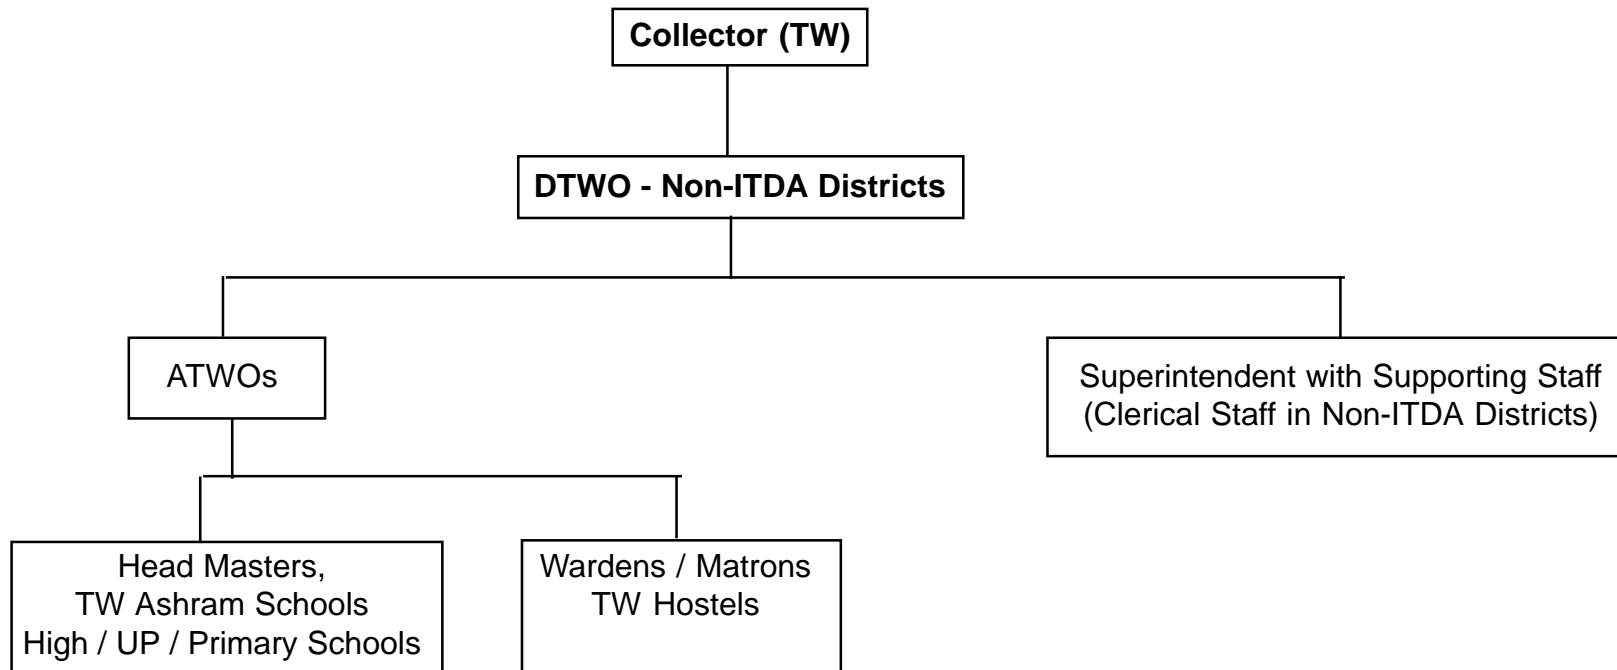 Collector (TW)
DTWO - Non-ITDA Districts
ATWOs
Superintendent with Supporting Staff
(Clerical Staff in Non-ITDA Districts)
Head Masters,
TW Ashram Schools
High / UP / Primary Schools
Wardens / Matrons
TW Hostels